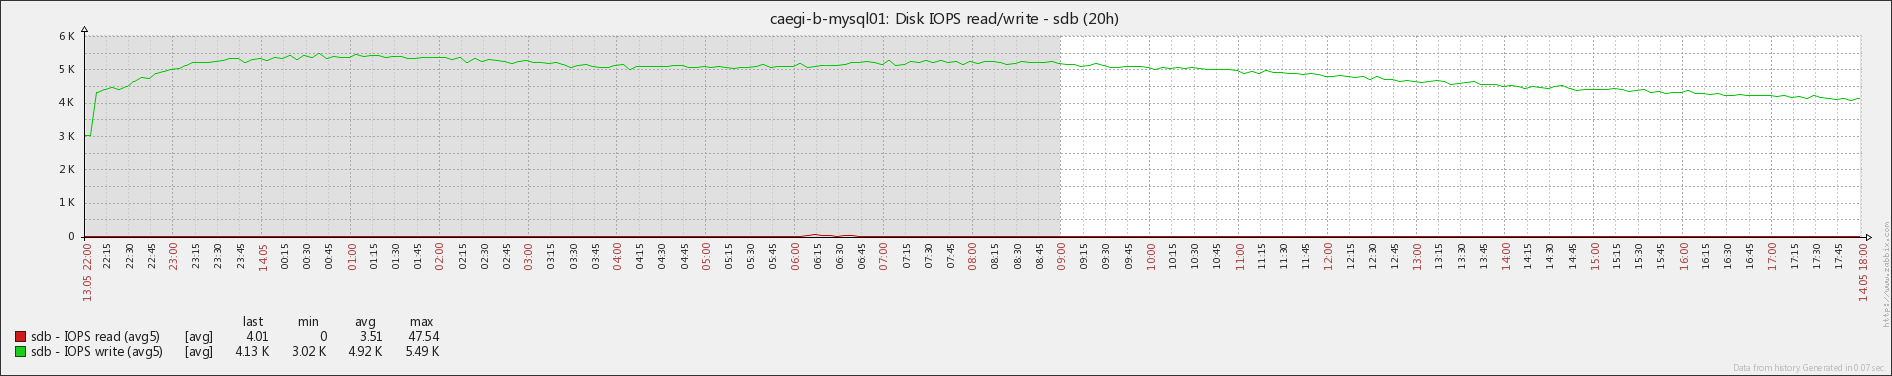 caegi-b-mysql01: Disk IOPS read/write - sdb (20h)
6 K
5 K
4 K
3 K
2 K
1 K
0
13.05 22:00 22:15 22:30 22:45 23:00 23:15 23:30 23:45 14.05 00:15 00:30 00:45 01:00 01:15 01:30 01:45 02:00 02:15 02:30 02:45 03:00 03:15 03:30 03:45 04:00 04:15 04:30 04:45 05:00 05:15 05:30 05:45 06:00 06:15 06:30 06:45 07:00 07:15 07:30 07:45 08:00 08:15 08:30 08:45 09:00 09:15 09:30 09:45 10:00 10:15 10:30 10:45 11:00 11:15 11:30 11:45 12:00 12:15 12:30 12:45 13:00 13:15 13:30 13:45 14:00 14:15 14:30 14:45 15:00 15:15 15:30 15:45 16:00 16:15 16:30 16:45 17:00 17:15 17:30 17:45 14.05 18:00
http://www.zabbix.com
last min avg max
sdb - IOPS read (avg5) [avg] 4.01 0 3.51 47.54
sdb - IOPS write (avg5) [avg] 4.13 K 3.02 K 4.92 K 5.49 K
Data from history. Generated in 0.07 sec.